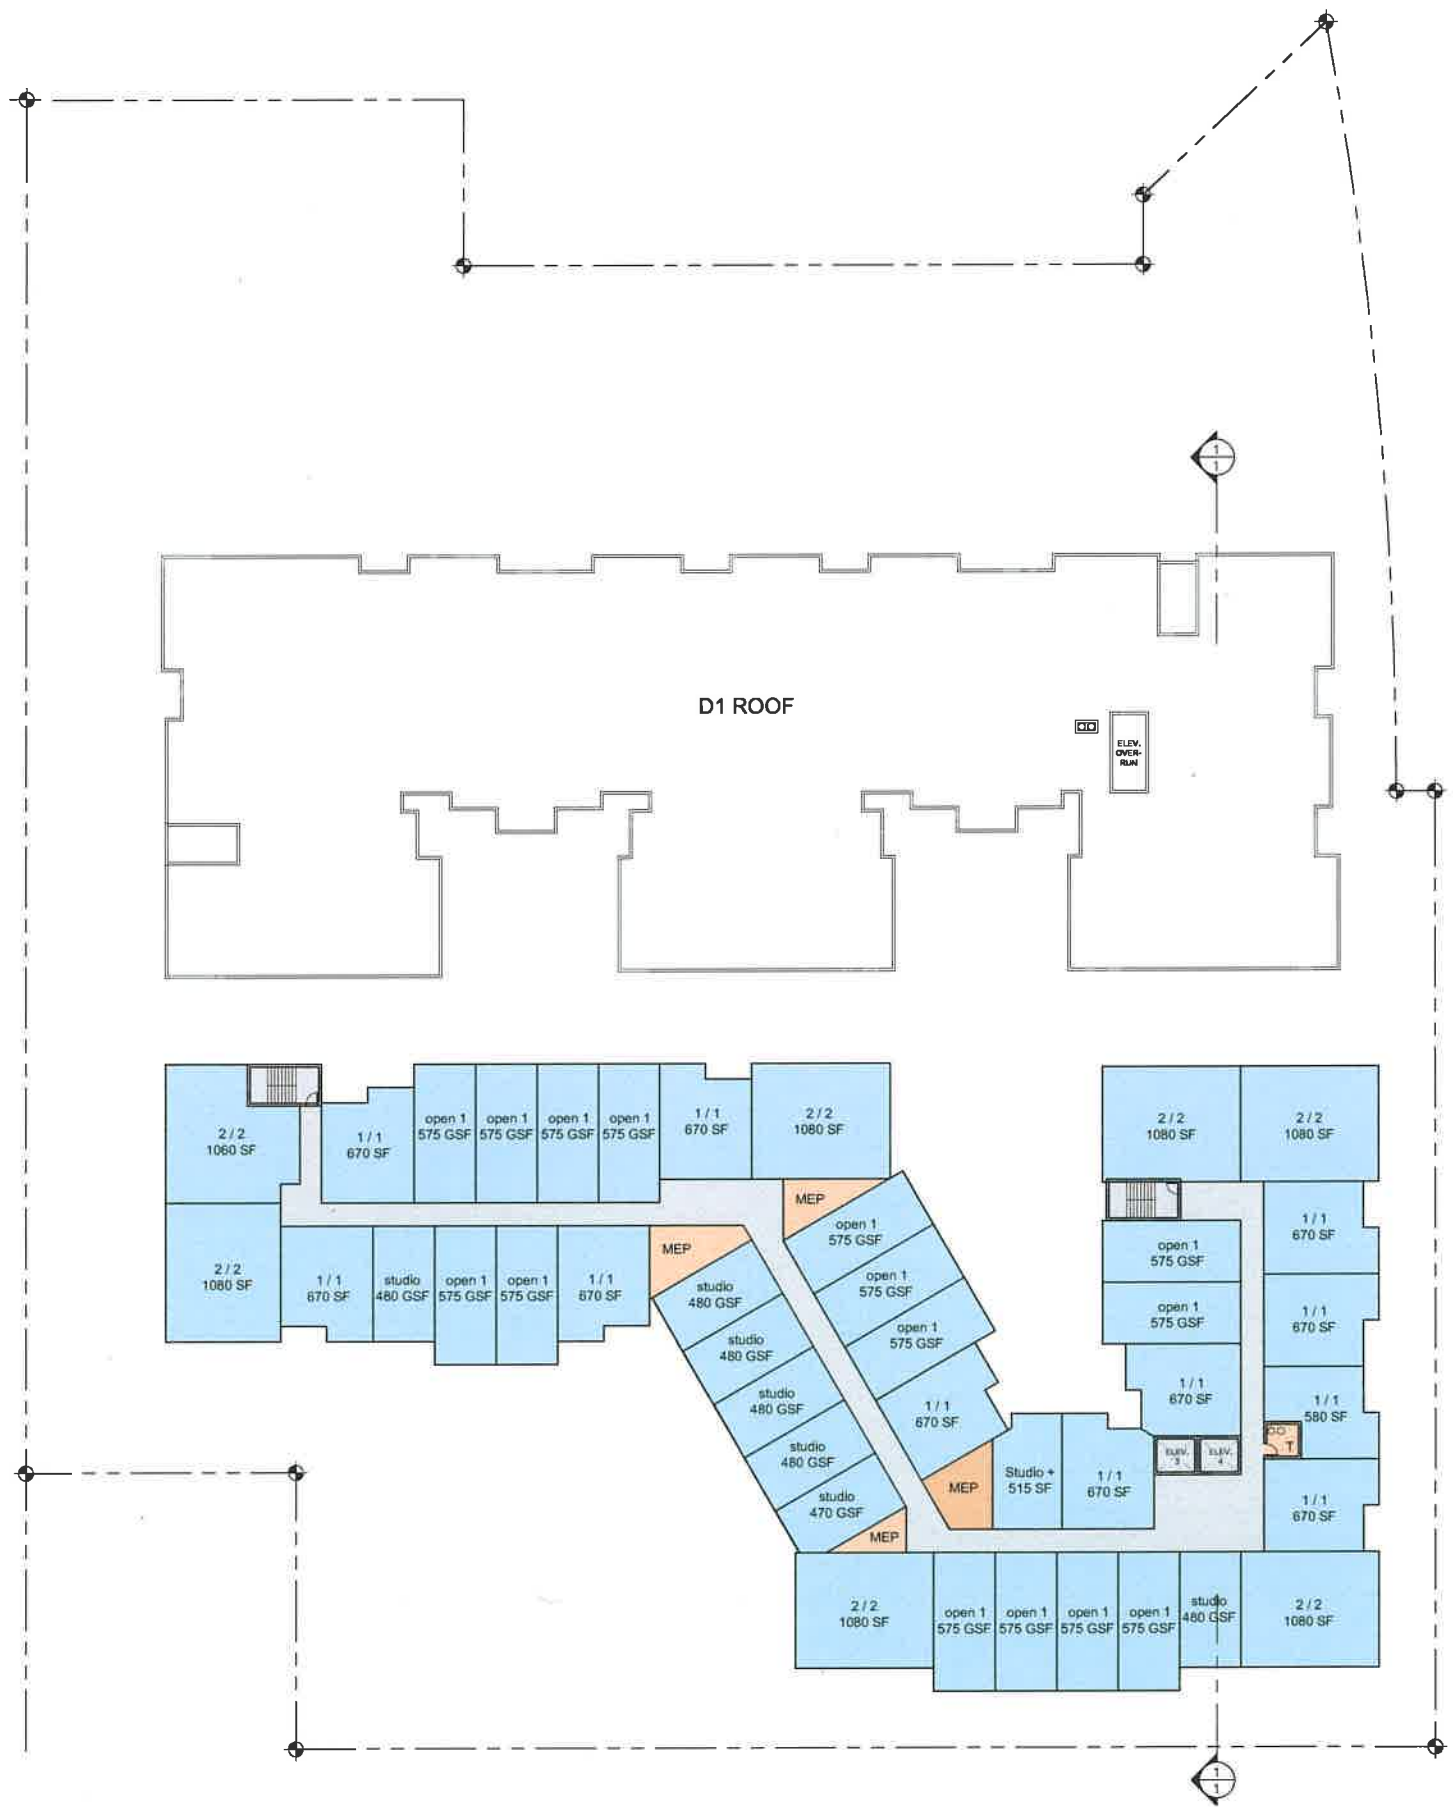 1
1
D1 ROOF
ELEV.
OVER-
RUN
2 / 2
1060 SF
1 / 1
670 SF
open 1
575 GSF
open 1
575 GSF
open 1
575 GSF
open 1
575 GSF
1 / 1
670 SF
2 / 2
1080 SF
2 / 2
1080 SF
2 / 2
1080 SF
MEP
open 1
575 GSF
1 / 1
670 SF
MEP
open 1
575 GSF
2 / 2
1080 SF
1 / 1
670 SF
studio
480 GSF
open 1
575 GSF
open 1
575 GSF
1 / 1
670 SF
studio
480 GSF
open 1
575 GSF
open 1
575 GSF
1 / 1
670 SF
studio
480 GSF
open 1
575 GSF
1 / 1
670 SF
1 / 1
580 SF
studio
480 GSF
1 / 1
670 SF
studio
480 GSF
ELEV.
3
ELEV.
4
T
MEP
Studio +
515 SF
1 / 1
670 SF
studio
470 GSF
1 / 1
670 SF
MEP
2 / 2
1080 SF
open 1
575 GSF
open 1
575 GSF
open 1
575 GSF
open 1
575 GSF
studio
480 GSF
2 / 2
1080 SF
1
1